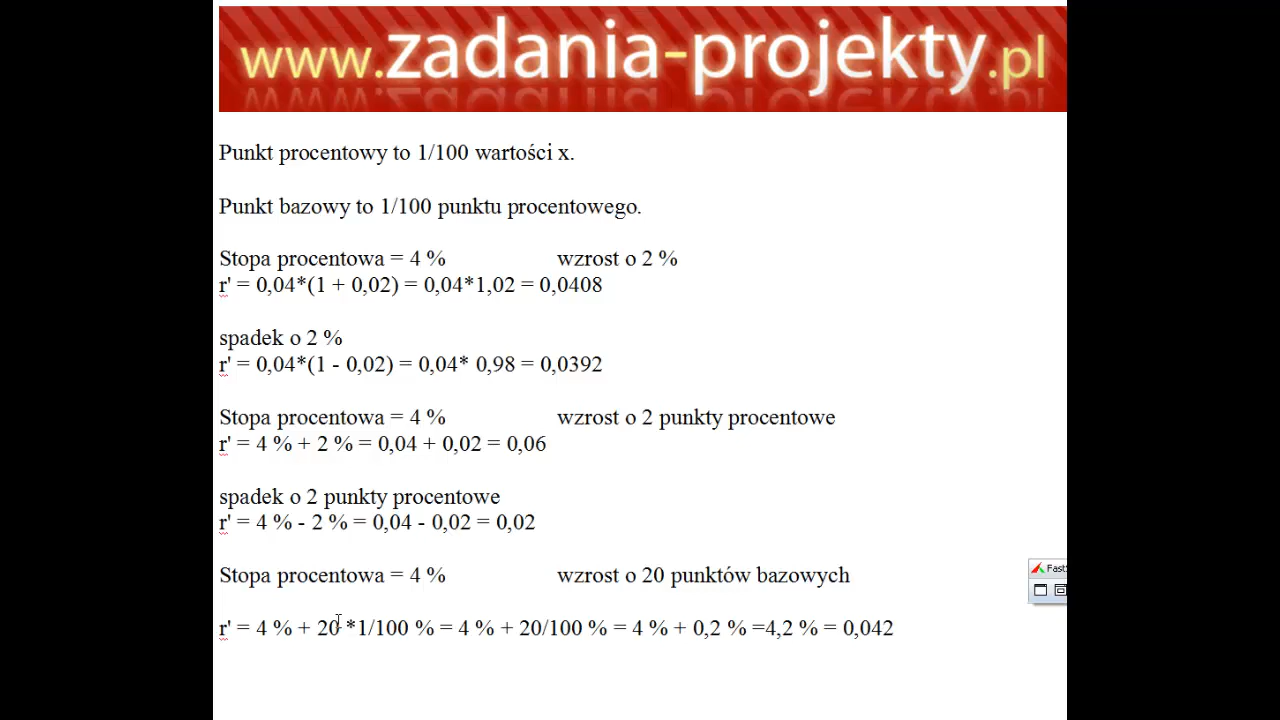 www.zadania-projekty.pl
Punkt procentowy to 1/100 wartości x.
Punkt bazowy to 1/100 punktu procentowego.
Stopa procentowa = 4 % wzrost o 2 %
r' = 0,04*(1 + 0,02) = 0,04*1,02 = 0,0408
spadek o 2 %
r' = 0,04*(1 - 0,02) = 0,04* 0,98 = 0,0392
Stopa procentowa = 4 % wzrost o 2 punkty procentowe
r' = 4 % + 2 % = 0,04 + 0,02 = 0,06
spadek o 2 punkty procentowe
r' = 4 % - 2 % = 0,04 - 0,02 = 0,02
Stopa procentowa = 4 % wzrost o 20 punktów bazowych
Fast
r' = 4 % + 20 *1/100 % = 4 % + 20/100 % = 4 % + 0,2 % =4,2 % = 0,042